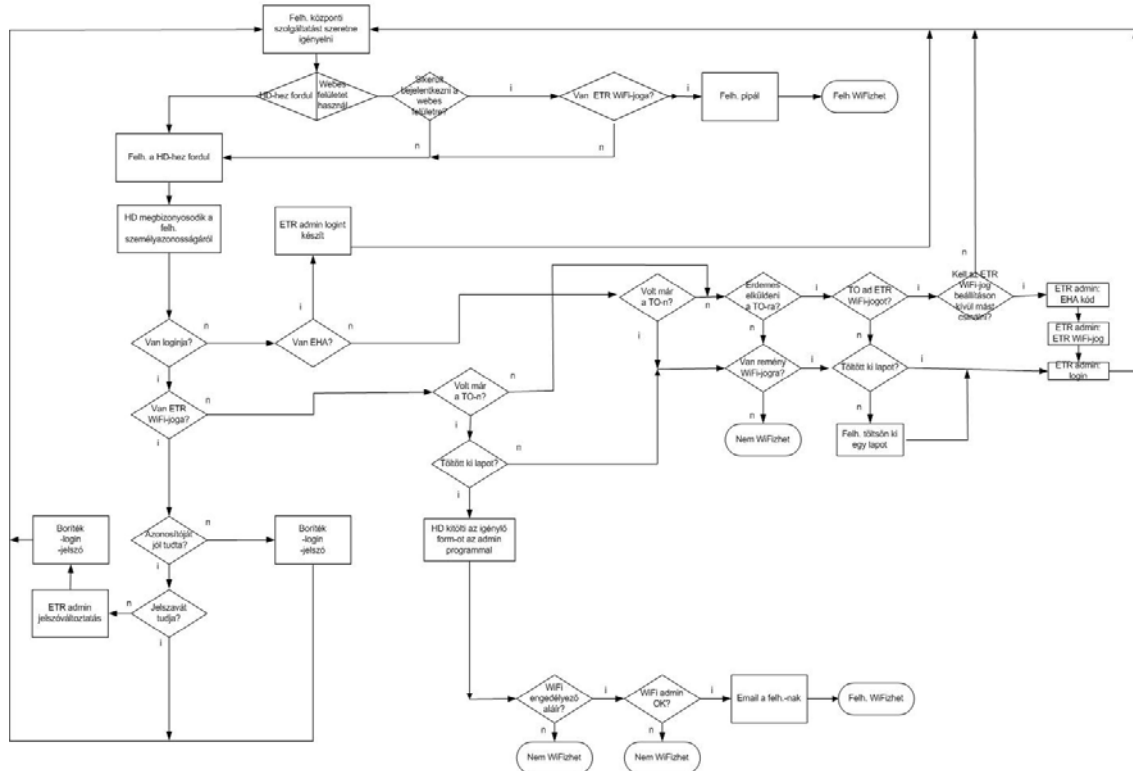 Felh. központi
szolgáltatást szeretne
igényelni
HD-hez fordul
Webes
felületet
használ
Sikerült
bejelentkezni a
webes
felületre?
i
Van ETR WiFi-joga?
i
Felh. pipál
Felh WiFizhet
n
n
Felh. a HD-hez fordul
HD megbizonyosodik a
felh.
személyazonosságáról
ETR admin logint
készít
i
Van loginja?
n
Van EHA?
n
i
Volt már
a TO-n?
n
i
Érdemes
elküldeni
a TO-ra?
i
n
TO ad ETR
WiFi-jogot?
i
n
Kell az ETR
WiFi-jog
beállításon
kívül mást
csinálni?
n
i
ETR admin:
EHA kód
ETR admin:
ETR WiFi-jog
ETR admin:
login
Van remény
WiFi-jogra?
i
n
Töltött ki lapot?
i
n
Nem WiFizhet
Felh. töltsön ki
egy lapot
Van ETR
WiFi-joga?
n
i
Volt már
a TO-n?
n
i
Töltött ki lapot?
n
i
HD kitölti az igénylő
form-ot az admin
programmal
Boríték
-login
-jelszó
Azonosítóját
jól tudta?
n
i
Boríték
-login
-jelszó
ETR admin
jelszóváltoztatás
n
Jelszavát
tudja?
i
WiFi
engedélyező
aláír?
i
n
WiFi admin
OK?
i
n
Email a felh.-nak
Felh. WiFizhet
Nem WiFizhet
Nem WiFizhet